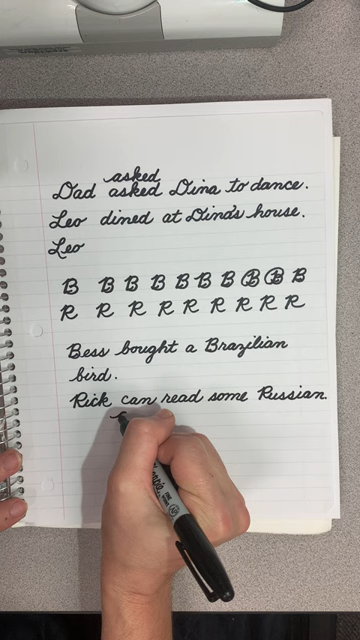 asked
Dad asked Dina to dance.
Leo dined at Dina's house.
Leo
B B B B B B B B B
R R R R R R R R R
Bess bought a Brazilian
bird.
Rick can read some Russian.
Sharpie